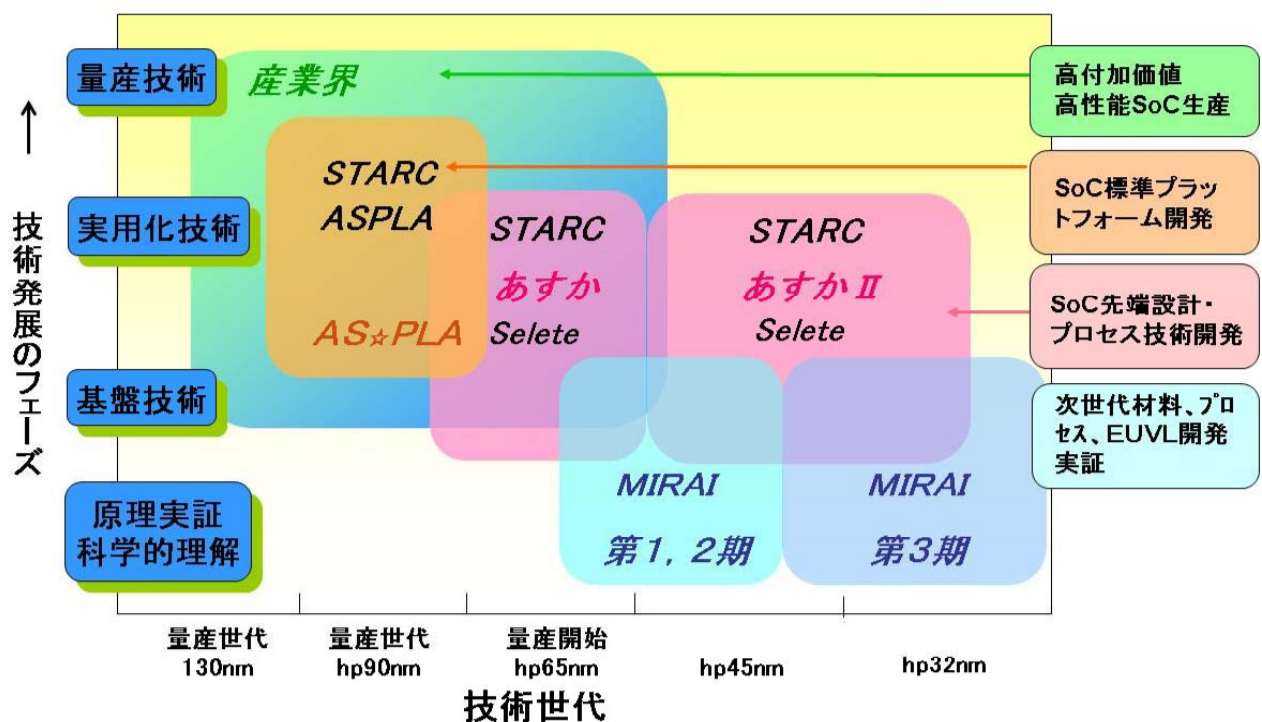 技術発展のフェーズ
量産技術
実用化技術
基盤技術
原理実証
科学的理解
産業界
STARC
ASPLA
AS☆PLA
STARC
あすか
Selete
STARC
あすかⅡ
Selete
MIRAI
第1，2期
MIRAI
第3期
高付加価値
高性能SoC生産
SoC標準プラッ
トフォーム開発
SoC先端設計・
プロセス技術開発
次世代材料、プロ
セス、EUVL開発
実証
量産世代
130nm
量産世代
hp90nm
量産開始
hp65nm
hp45nm
hp32nm
技術世代